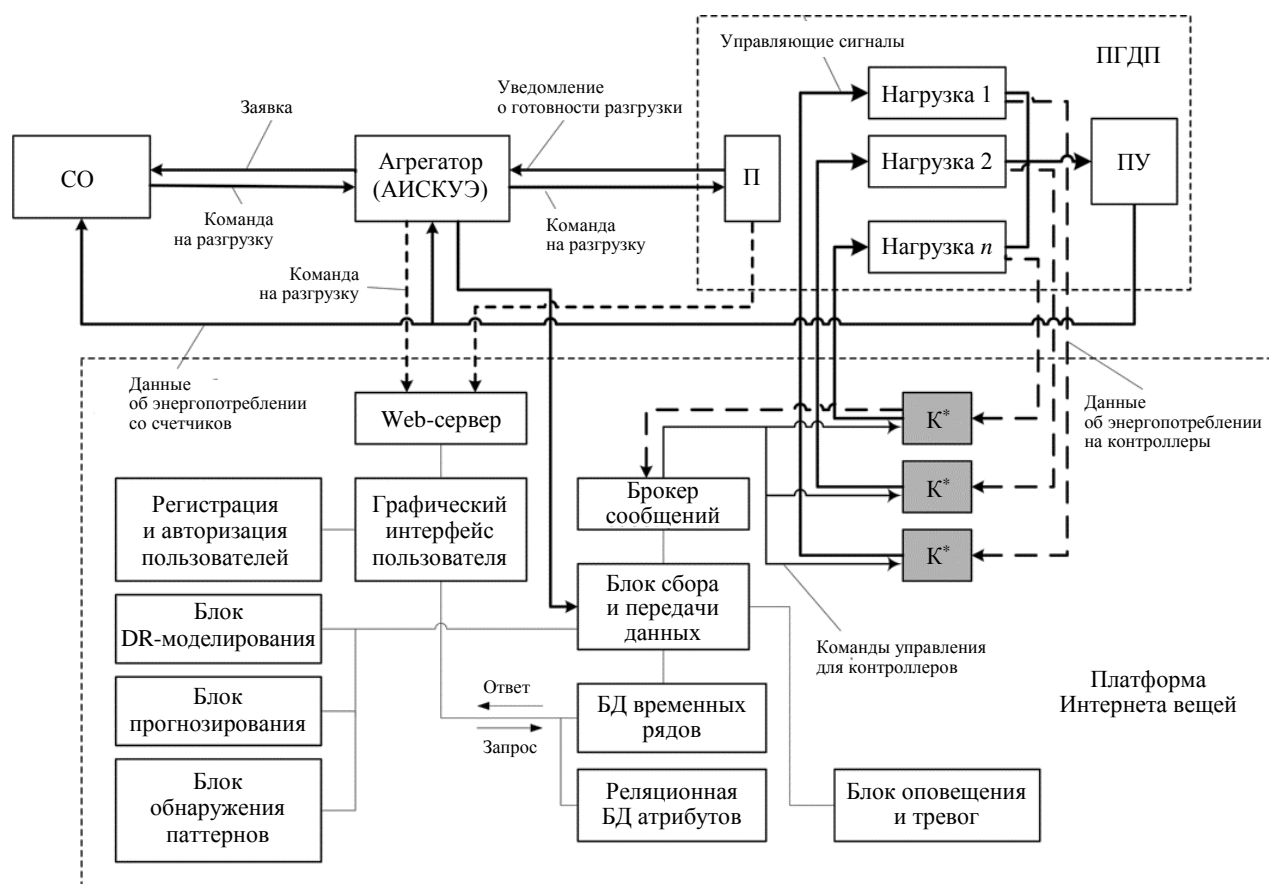 Управляющие сигналы
ПГДП
Заявка
Уведомление
о готовности разгрузки
Нагрузка 1
СО
Агрегатор
(АИСКУЭ)
П
Нагрузка 2
ПУ
Команда
на разгрузку
Команда
на разгрузку
Нагрузка n
Команда
на разгрузку
Данные
об энергопотреблении
со счетчиков
Web-сервер
К*
Данные
об энергопотреблении
на контроллеры
Регистрация
и авторизация
пользователей
Графический
интерфейс
пользователя
Брокер
сообщений
К*
К*
Блок
DR-моделирования
Блок сбора
и передачи
данных
Команды управления
для контроллеров
Платформа
Интернета вещей
Блок
прогнозирования
Ответ
Запрос
БД временных
рядов
Блок
обнаружения
паттернов
Реляционная
БД атрибутов
Блок оповещения
и тревог